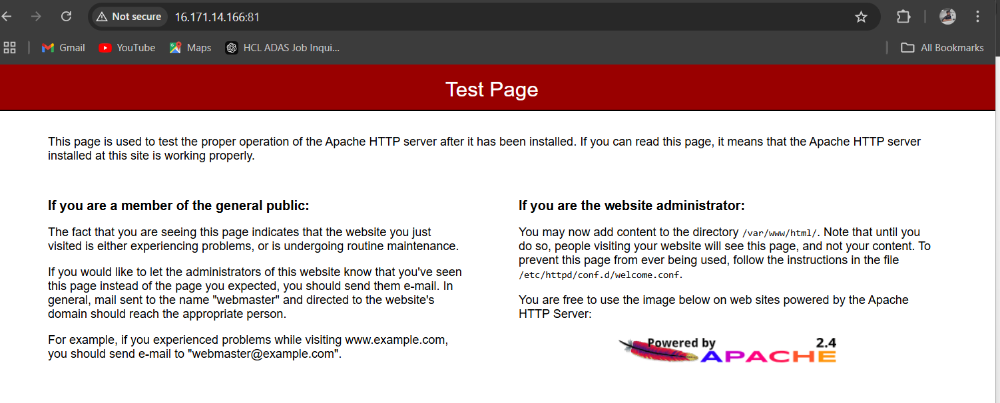 Not secure 16.171.14.166:81
Gmail YouTube Maps HCL ADAS Job Inqui... All Bookmarks
Test Page
This page is used to test the proper operation of the Apache HTTP server after it has been installed. If you can read this page, it means that the Apache HTTP server
installed at this site is working properly.
If you are a member of the general public:
The fact that you are seeing this page indicates that the website you just
visited is either experiencing problems, or is undergoing routine maintenance.
If you would like to let the administrators of this website know that you've seen
this page instead of the page you expected, you should send them e-mail. In
general, mail sent to the name "webmaster" and directed to the website's
domain should reach the appropriate person.
For example, if you experienced problems while visiting www.example.com,
you should send e-mail to "webmaster@example.com".
If you are the website administrator:
You may now add content to the directory /var/www/html/. Note that until you
do so, people visiting your website will see this page, and not your content. To
prevent this page from ever being used, follow the instructions in the file
/etc/httpd/conf.d/welcome.conf.
You are free to use the image below on web sites powered by the Apache
HTTP Server:
Powered by 2.4
APACHE